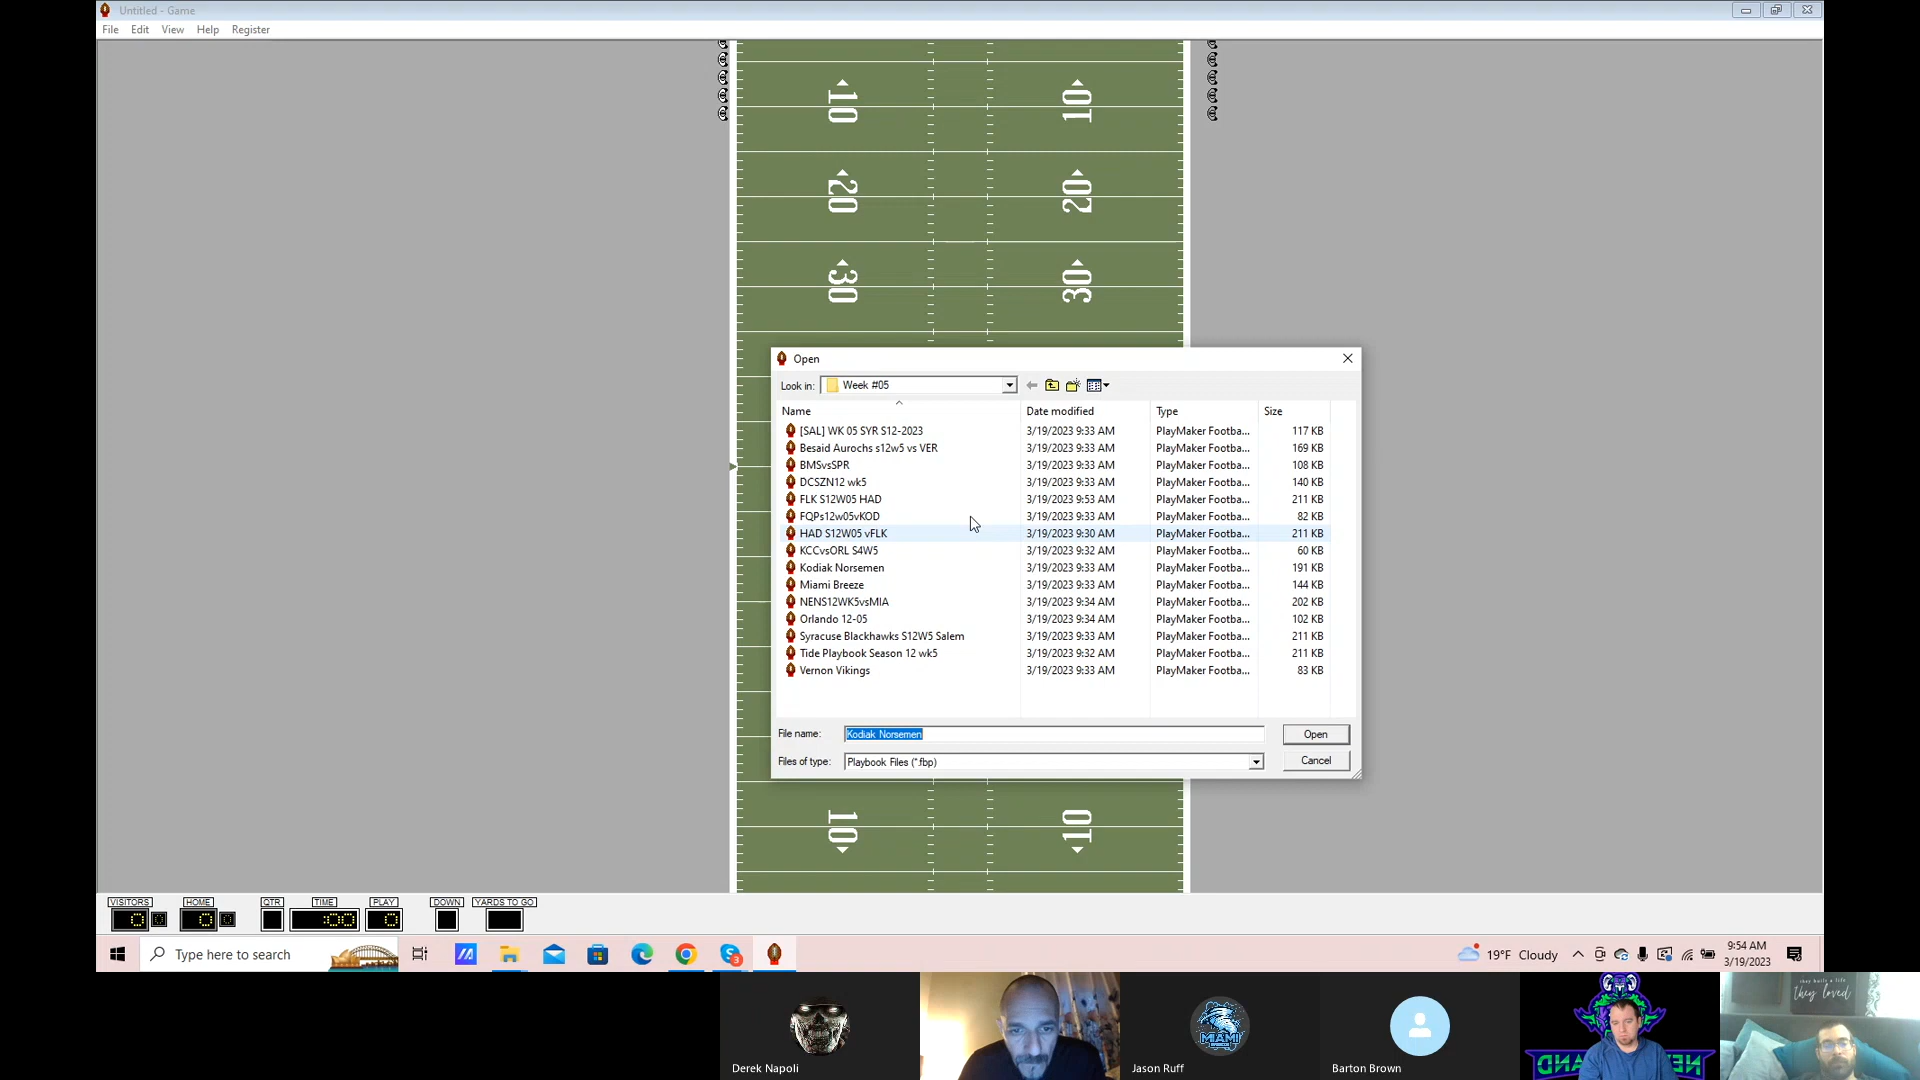 Untitled - Game
File Edit View Help Register
10 10
20 20
30 30
Open
Look in: Week #05
Name Date modified Type Size
[SAL] WK 05 SYR S12-2023 3/19/2023 9:33 AM PlayMaker Footba... 117 KB
Besaid Aurochs s12w5 vs VER 3/19/2023 9:33 AM PlayMaker Footba... 169 KB
BMSvsSPR 3/19/2023 9:33 AM PlayMaker Footba... 108 KB
DCSZN12 wk5 3/19/2023 9:33 AM PlayMaker Footba... 140 KB
FLK S12W05 HAD 3/19/2023 9:53 AM PlayMaker Footba... 211 KB
FQPs12w05vKOD 3/19/2023 9:33 AM PlayMaker Footba... 82 KB
HAD S12W05 vFLK 3/19/2023 9:30 AM PlayMaker Footba... 211 KB
KCCvsORL S4W5 3/19/2023 9:32 AM PlayMaker Footba... 60 KB
Kodiak Norsemen 3/19/2023 9:33 AM PlayMaker Footba... 191 KB
Miami Breeze 3/19/2023 9:33 AM PlayMaker Footba... 144 KB
NENS12WK5vsMIA 3/19/2023 9:34 AM PlayMaker Footba... 202 KB
Orlando 12-05 3/19/2023 9:34 AM PlayMaker Footba... 102 KB
Syracuse Blackhawks S12W5 Salem 3/19/2023 9:33 AM PlayMaker Footba... 211 KB
Tide Playbook Season 12 wk5 3/19/2023 9:32 AM PlayMaker Footba... 211 KB
Vernon Vikings 3/19/2023 9:33 AM PlayMaker Footba... 83 KB
File name: Kodiak Norsemen Open
Files of type: Playbook Files (*.fbp) Cancel
10 10
VISITORS HOME QTR TIME PLAY DOWN YARDS TO GO
0 0 :00 0
Type here to search
3
19°F Cloudy
9:54 AM
3/19/2023
they built a life
they loved
MIAMI
Derek Napoli
Jason Ruff
Barton Brown